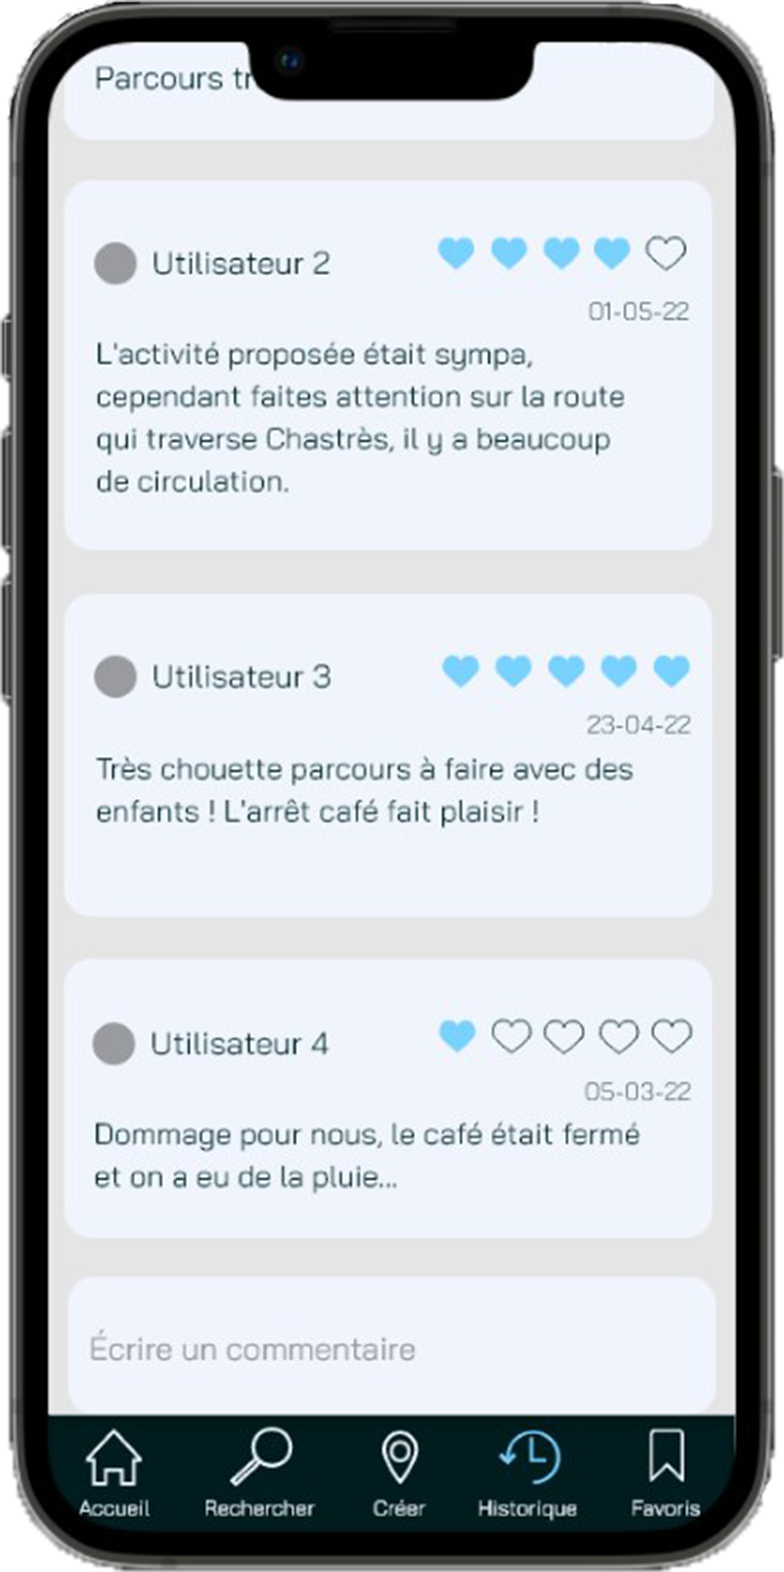 Parcours
Utilisateur 2
01-05-22
L'activité proposée était sympa,
cependant faites attention sur la route
qui traverse Chastrès, il y a beaucoup
de circulation.
Utilisateur 3
23-04-22
Très chouette parcours à faire avec des
enfants ! L'arrêt café fait plaisir !
Utilisateur 4
05-03-22
Dommage pour nous, le café était fermé
et on a eu de la pluie...
Écrire un commentaire
Accueil Rechercher Créer Historique Favoris